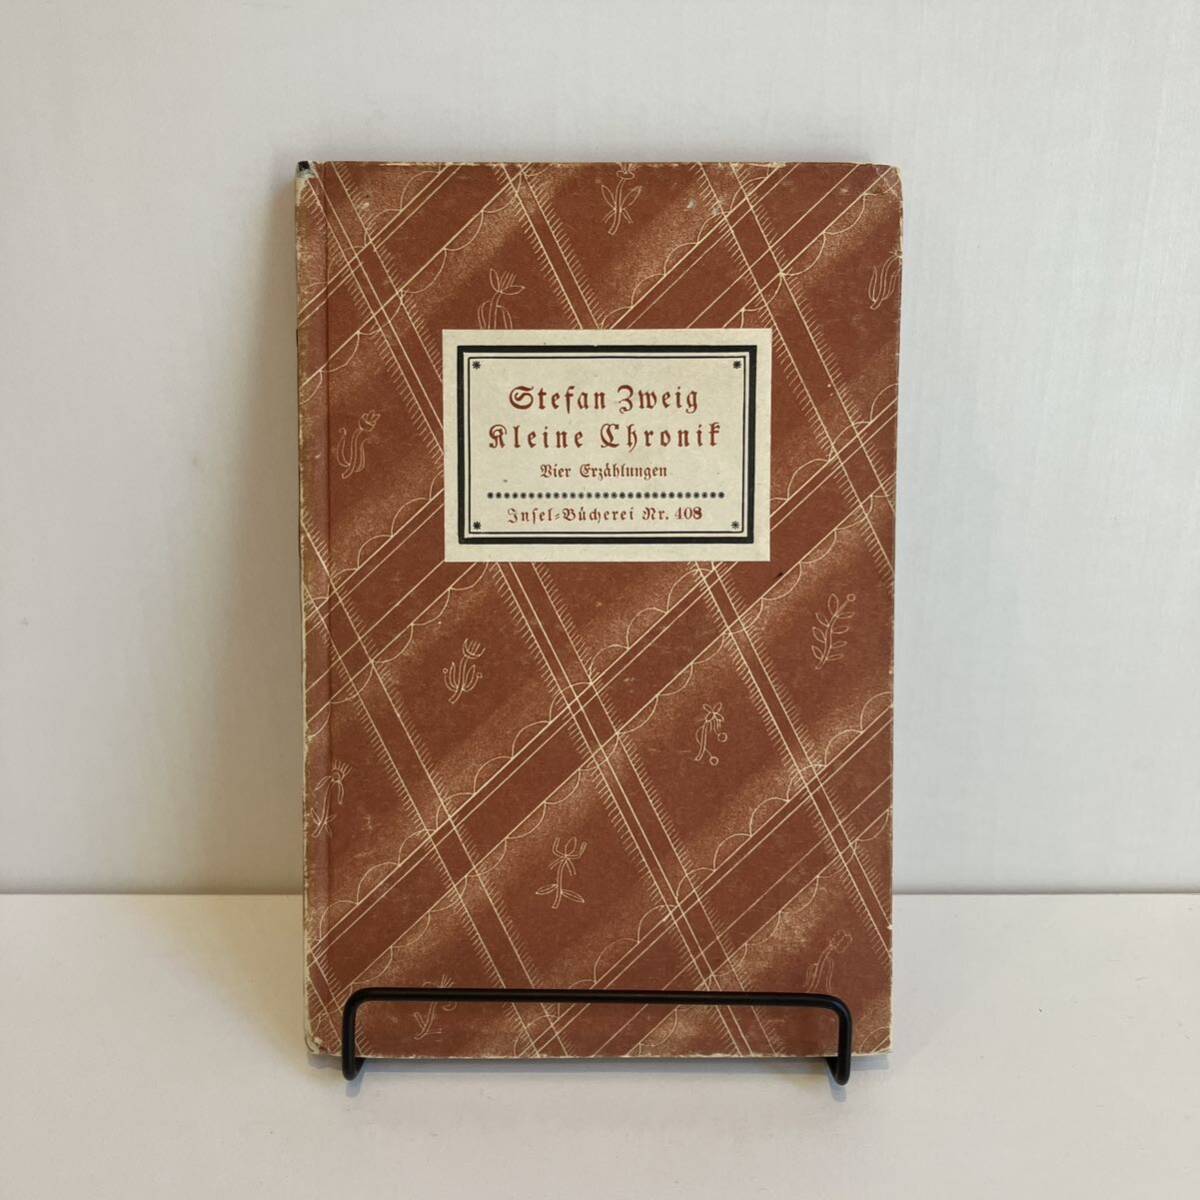 Stefan Zweig
Kleine Chronik
Vier Erzählungen
Insel-Bücherei Nr. 408